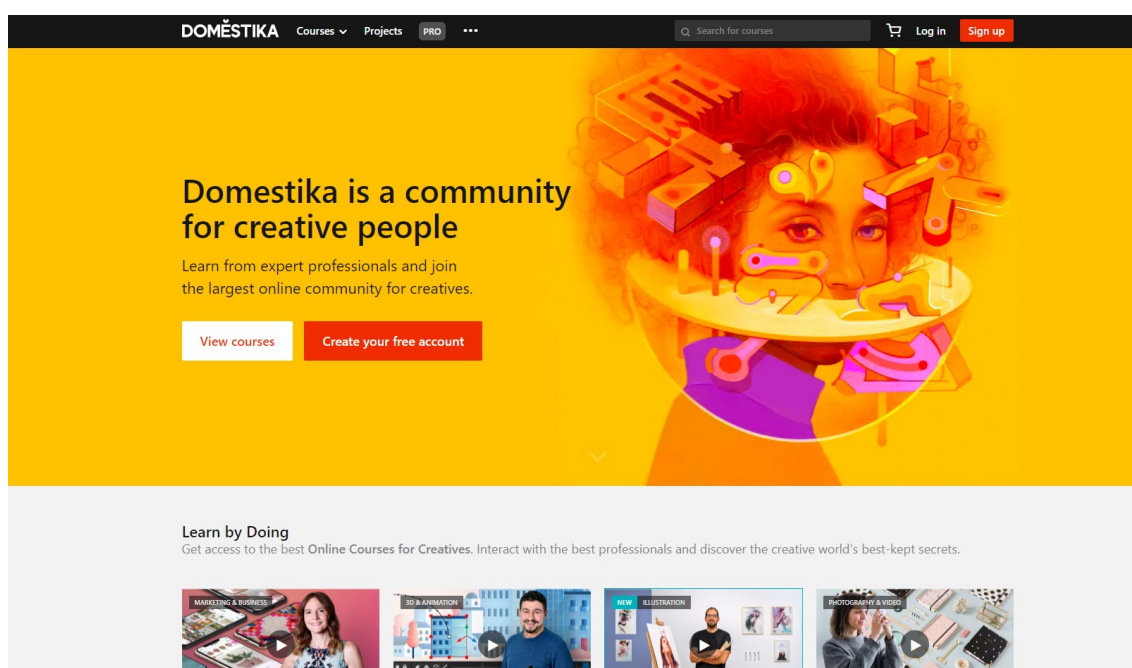 DOMĚSTIKA Courses Projects PRO ••• Search for courses Log in Sign up
Domestika is a community
for creative people
Learn from expert professionals and join
the largest online community for creatives.
View courses Create your free account
Learn by Doing
Get access to the best Online Courses for Creatives. Interact with the best professionals and discover the creative world's best-kept secrets.
MARKETING & BUSINESS 3D & ANIMATION NEW ILLUSTRATION PHOTOGRAPHY & VIDEO